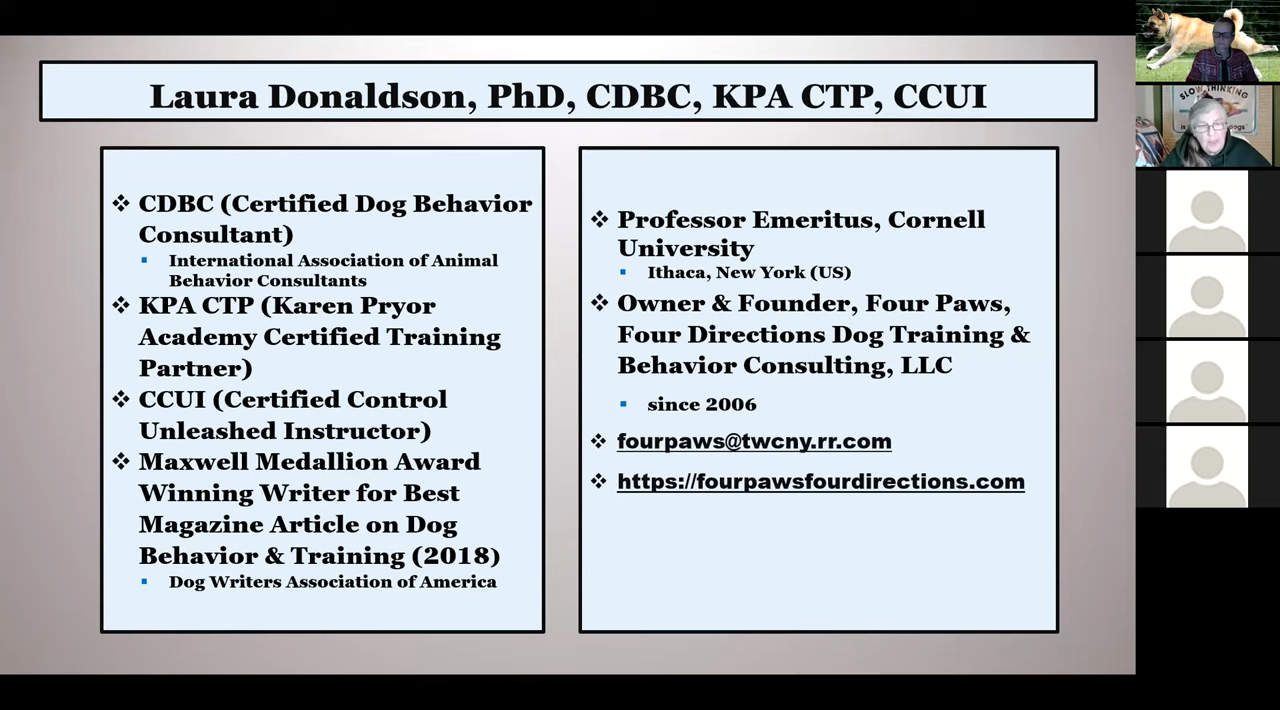 Laura Donaldson, PhD, CDBC, KPA CTP, CCUI
❖ CDBC (Certified Dog Behavior
Consultant)
▪ International Association of Animal
Behavior Consultants
❖ KPA CTP (Karen Pryor
Academy Certified Training
Partner)
❖ CCUI (Certified Control
Unleashed Instructor)
❖ Maxwell Medallion Award
Winning Writer for Best
Magazine Article on Dog
Behavior & Training (2018)
▪ Dog Writers Association of America
❖ Professor Emeritus, Cornell
University
▪ Ithaca, New York (US)
❖ Owner & Founder, Four Paws,
Four Directions Dog Training &
Behavior Consulting, LLC
▪ since 2006
❖ fourpaws@twcny.rr.com
❖ https://fourpawsfourdirections.com
SLOW THINKING
is dogs"